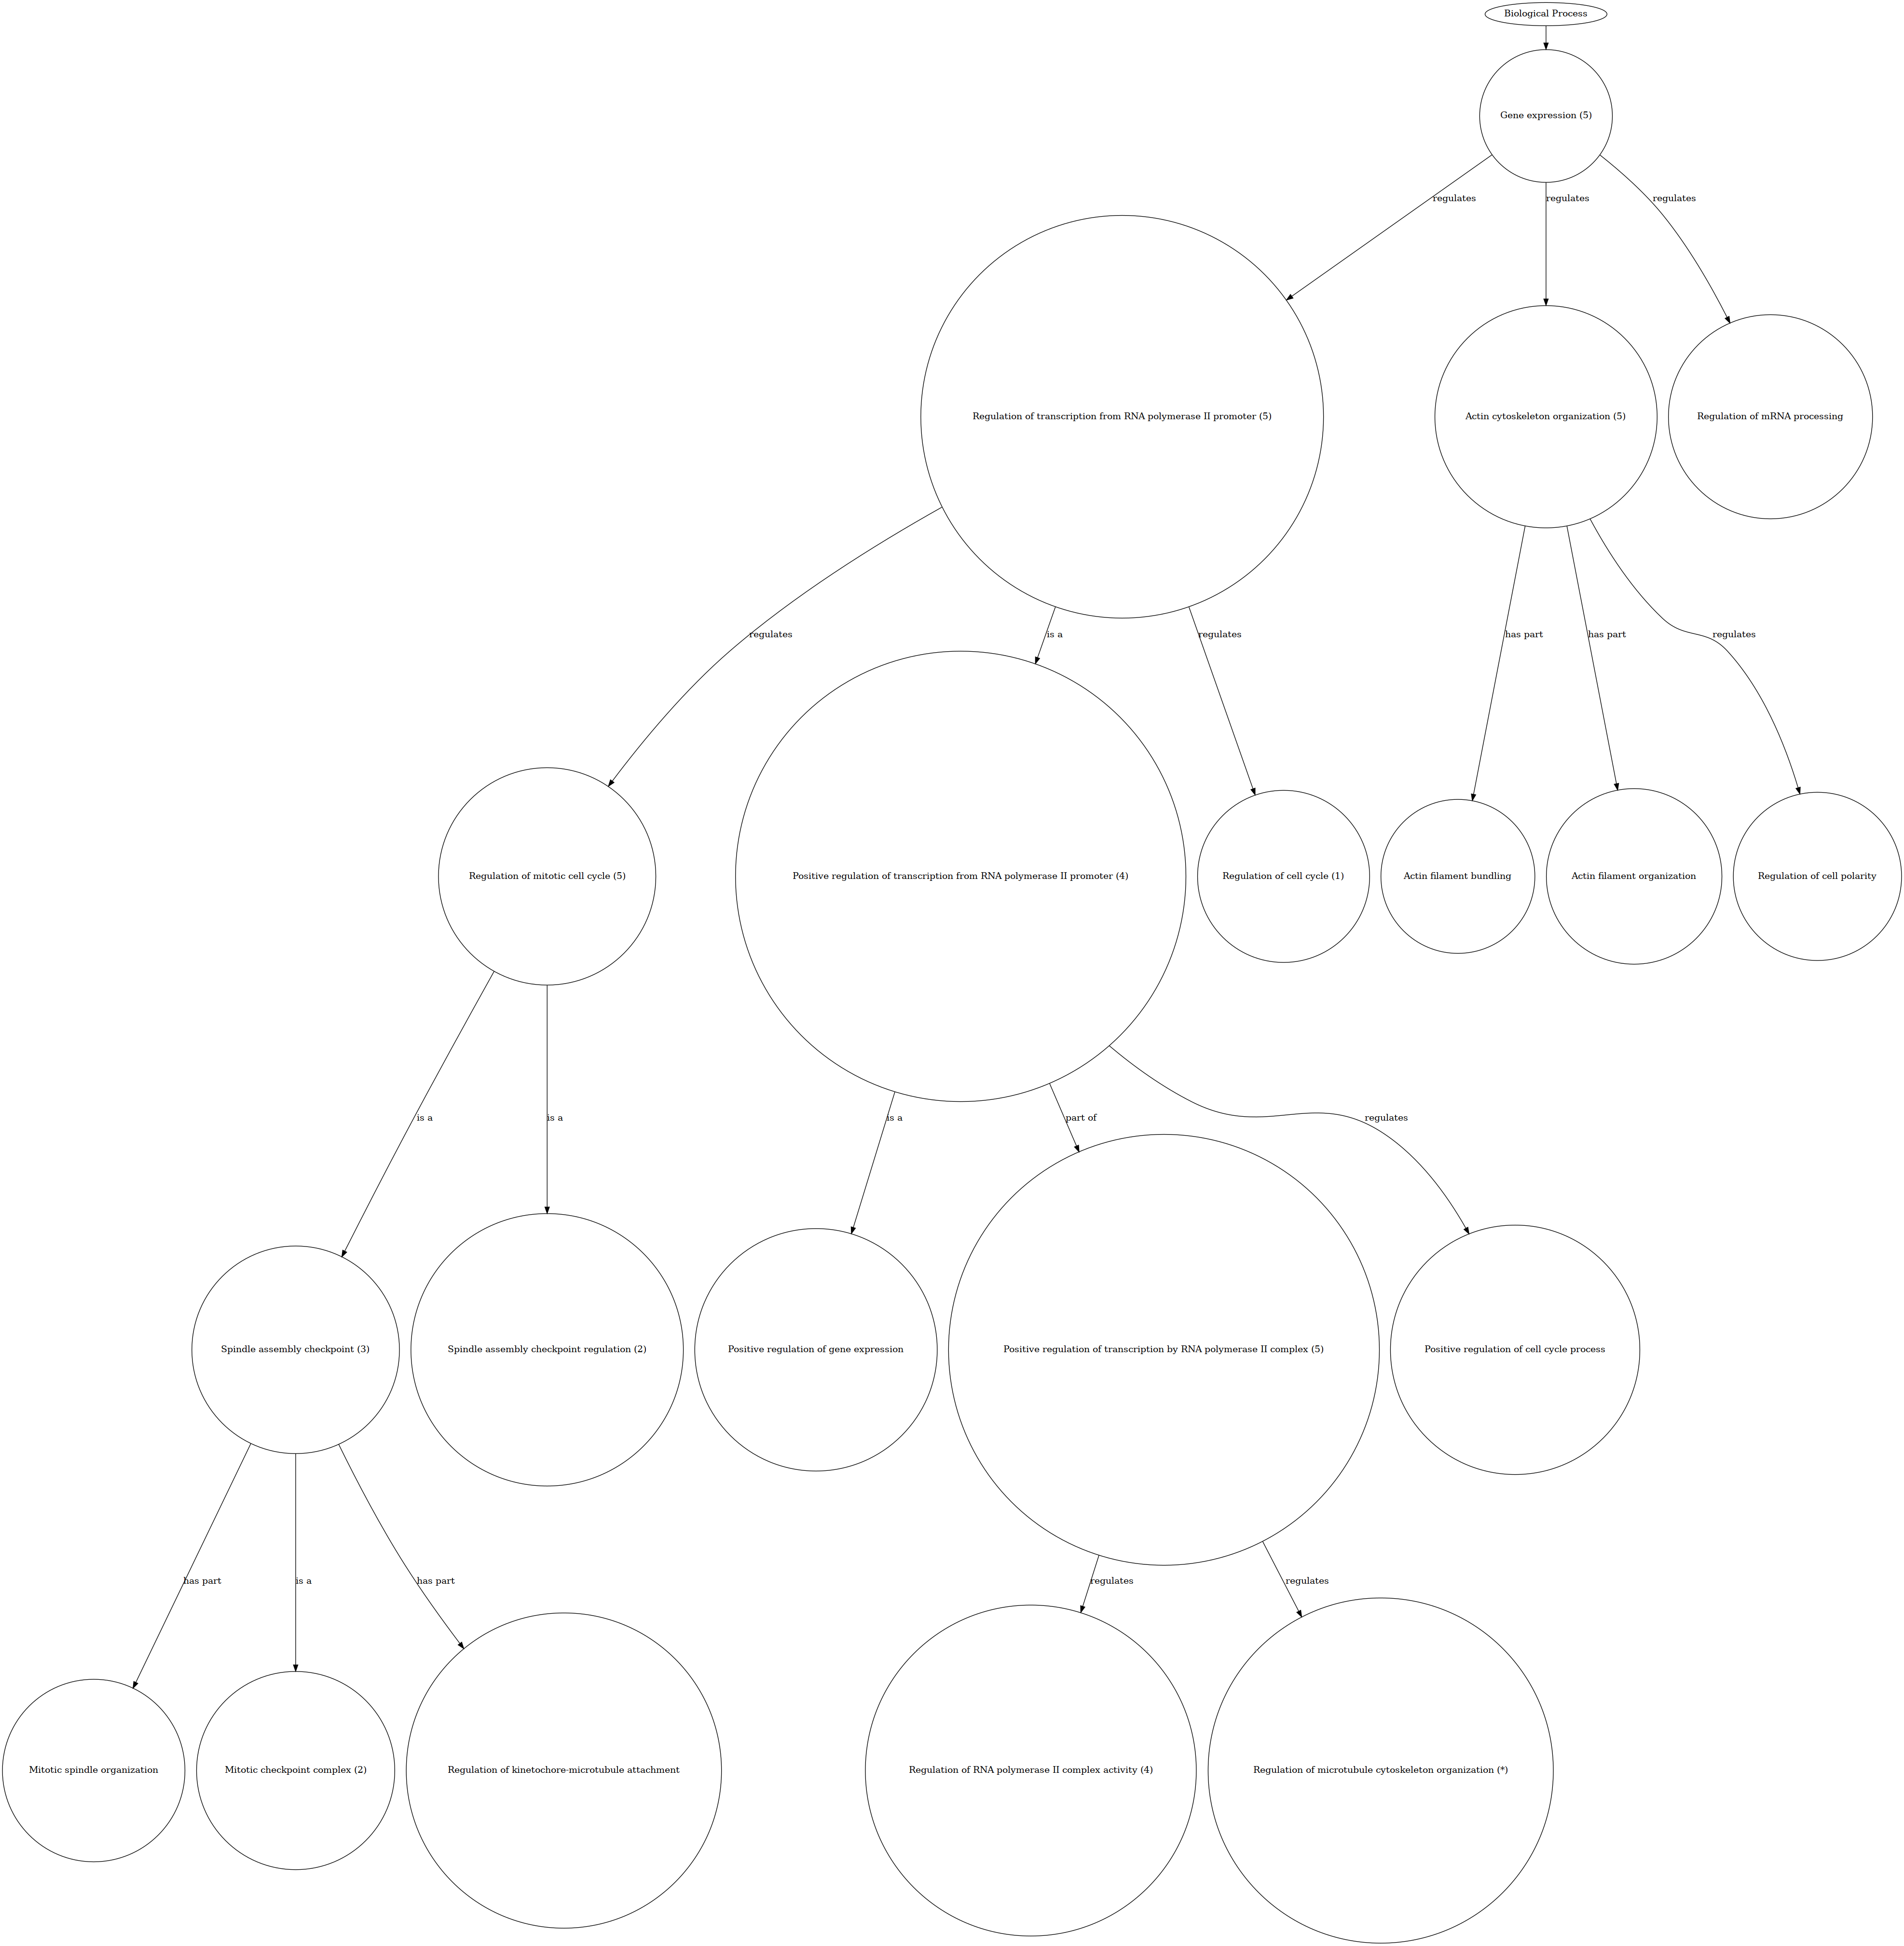 Biological Process
Gene expression (5)
regulates
regulates
regulates
Regulation of transcription from RNA polymerase II promoter (5)
Actin cytoskeleton organization (5)
Regulation of mRNA processing
regulates
is a
regulates
has part
has part
regulates
Regulation of mitotic cell cycle (5)
Positive regulation of transcription from RNA polymerase II promoter (4)
Regulation of cell cycle (1)
Actin filament bundling
Actin filament organization
Regulation of cell polarity
is a
is a
is a
part of
regulates
Spindle assembly checkpoint (3)
Spindle assembly checkpoint regulation (2)
Positive regulation of gene expression
Positive regulation of transcription by RNA polymerase II complex (5)
Positive regulation of cell cycle process
has part
is a
has part
regulates
regulates
Mitotic spindle organization
Mitotic checkpoint complex (2)
Regulation of kinetochore-microtubule attachment
Regulation of RNA polymerase II complex activity (4)
Regulation of microtubule cytoskeleton organization (*)